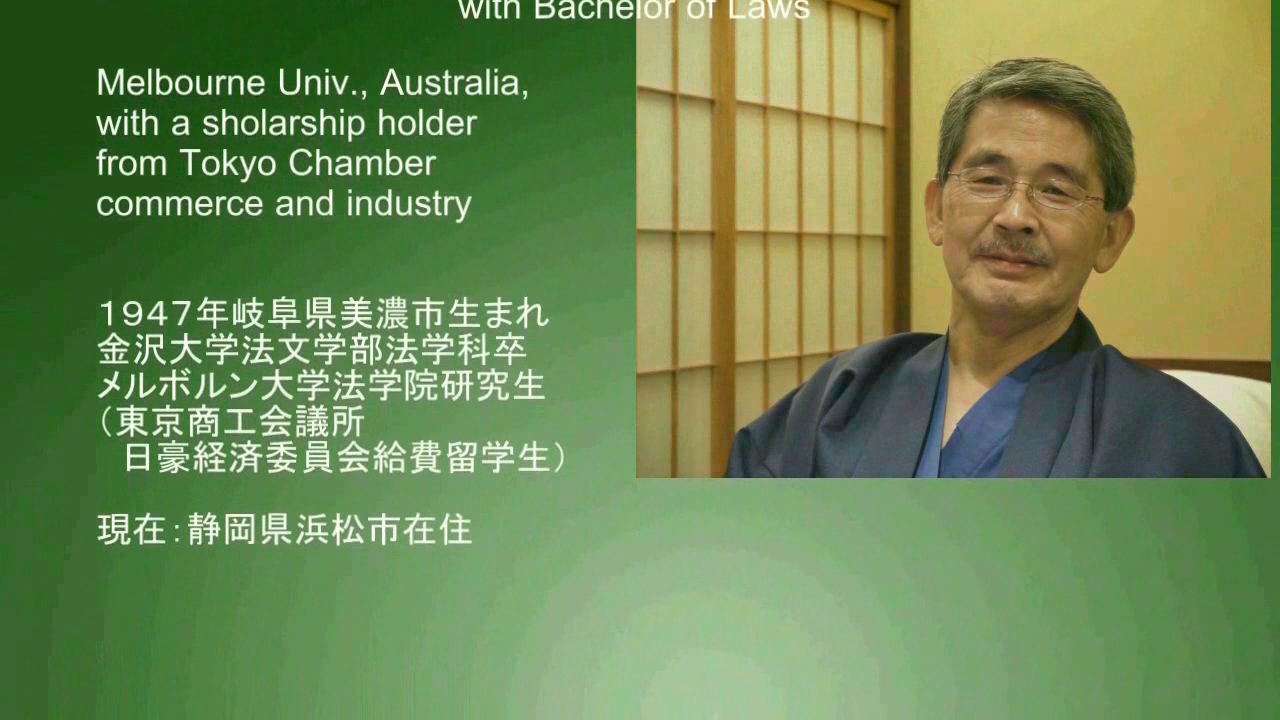 with Bachelor of Laws
Melbourne Univ., Australia,
with a sholarship holder
from Tokyo Chamber
commerce and industry
１９４７年岐阜県美濃市生まれ
金沢大学法文学部法学科卒
メルボルン大学法学院研究生
（東京商工会議所
日豪経済委員会給費留学生）
現在：静岡県浜松市在住